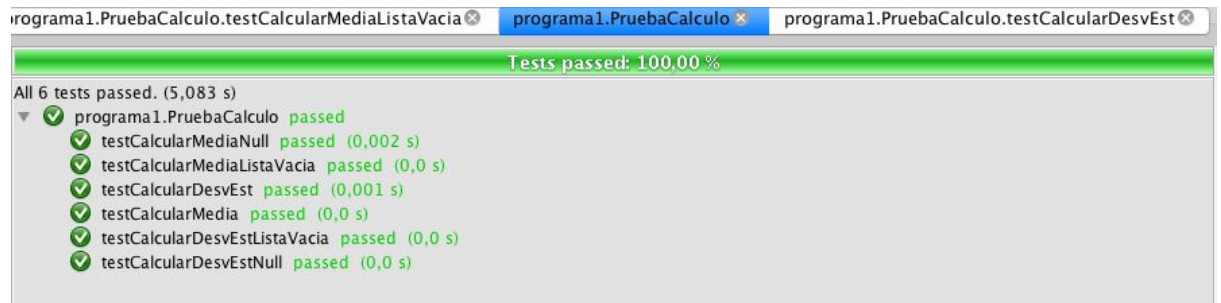 programa1.PruebaCalculo.testCalcularMediaListaVacia programa1.PruebaCalculo programa1.PruebaCalculo.testCalcularDesvEst
Tests passed: 100,00 %
All 6 tests passed. (5,083 s)
programa1.PruebaCalculo passed
testCalcularMediaNull passed (0,002 s)
testCalcularMediaListaVacia passed (0,0 s)
testCalcularDesvEst passed (0,001 s)
testCalcularMedia passed (0,0 s)
testCalcularDesvEstListaVacia passed (0,0 s)
testCalcularDesvEstNull passed (0,0 s)